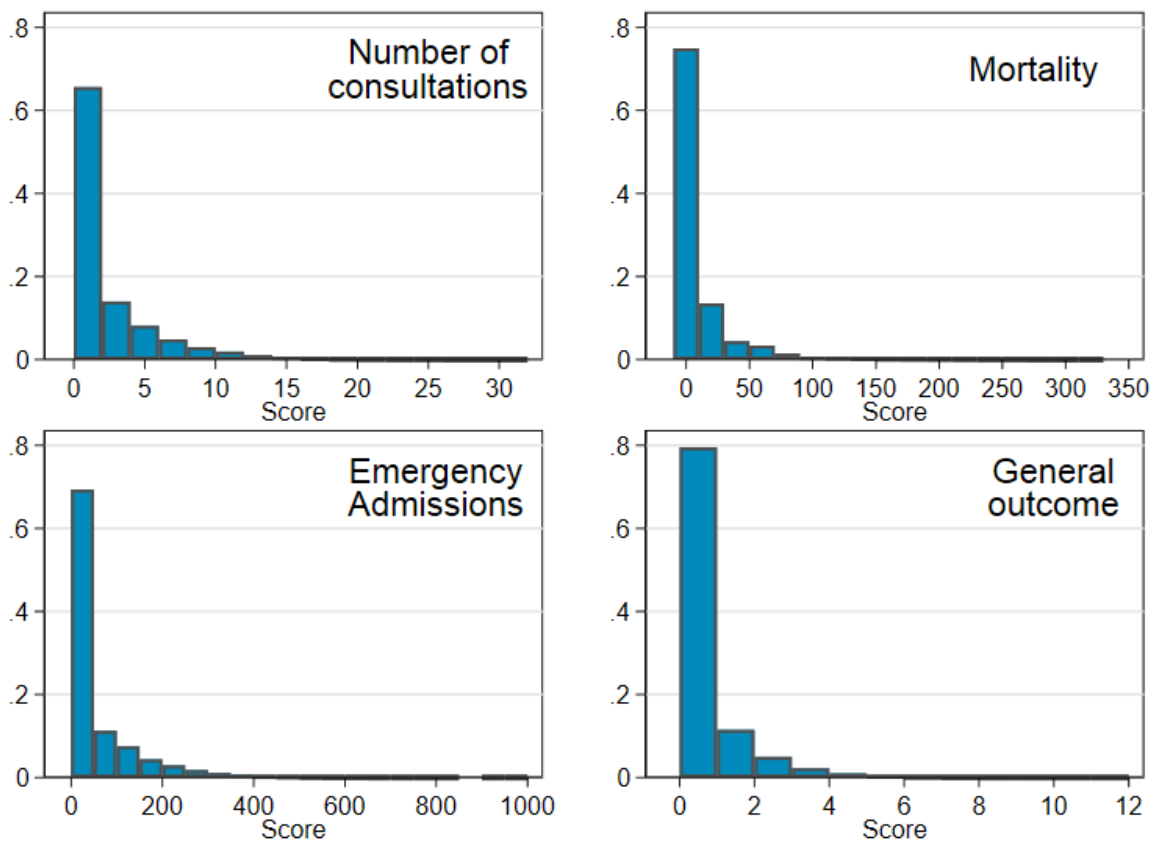 .8
Number of
consultations
.6
.4
.2
0
0 5 10 15 20 25 30
Score
.8
Mortality
.6
.4
.2
0
0 50 100 150 200 250 300 350
Score
.8
Emergency
Admissions
.6
.4
.2
0
0 200 400 600 800 1000
Score
.8
General
outcome
.6
.4
.2
0
0 2 4 6 8 10 12
Score